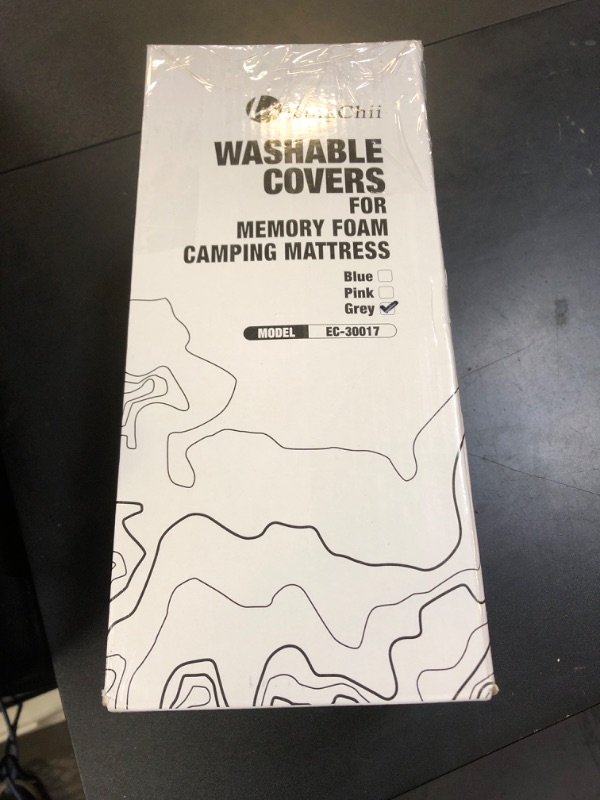 WASHABLE
COVERS
FOR
MEMORY FOAM
CAMPING MATTRESS
Blue
Pink
Grey
MODEL EC-30017